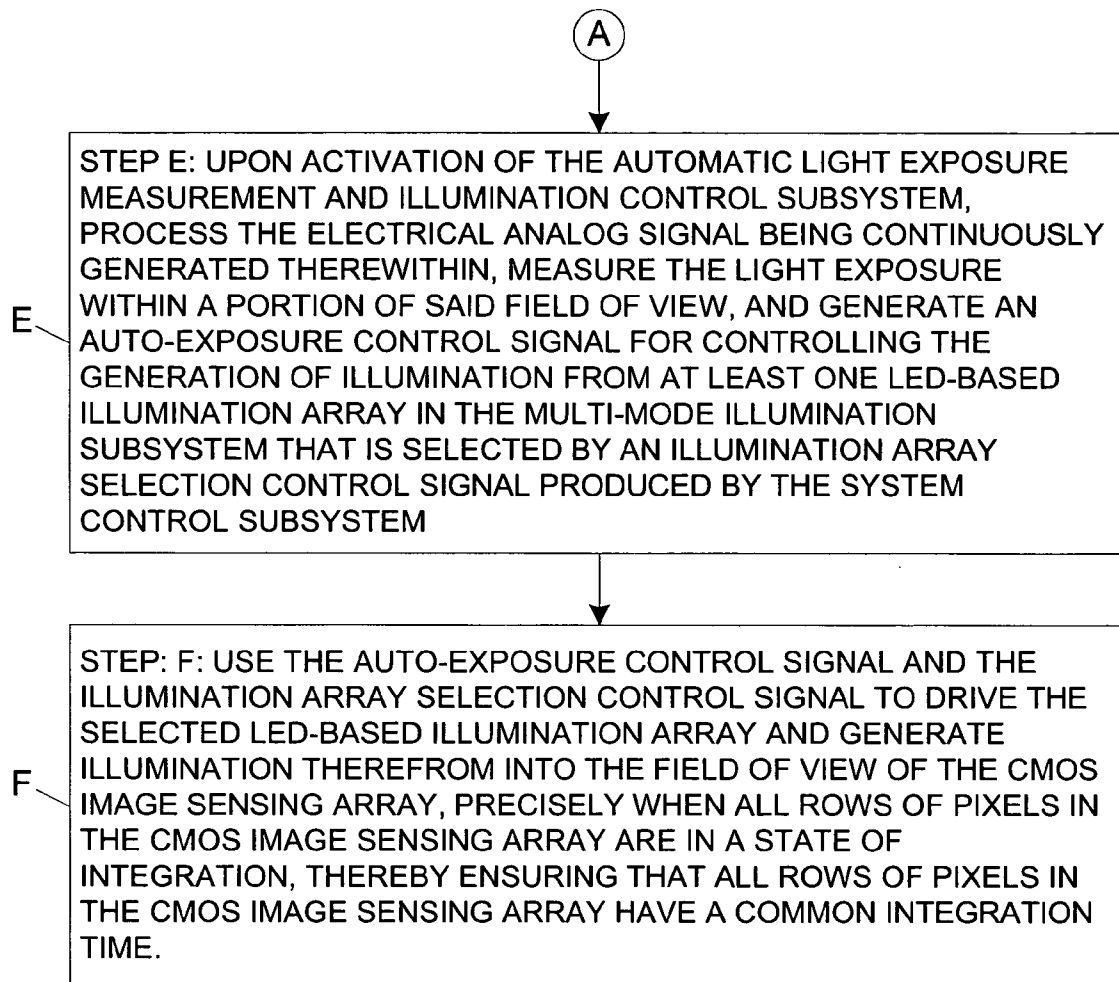 A
STEP E: UPON ACTIVATION OF THE AUTOMATIC LIGHT EXPOSURE
MEASUREMENT AND ILLUMINATION CONTROL SUBSYSTEM,
PROCESS THE ELECTRICAL ANALOG SIGNAL BEING CONTINUOUSLY
GENERATED THEREWITHIN, MEASURE THE LIGHT EXPOSURE
WITHIN A PORTION OF SAID FIELD OF VIEW, AND GENERATE AN
AUTO-EXPOSURE CONTROL SIGNAL FOR CONTROLLING THE
GENERATION OF ILLUMINATION FROM AT LEAST ONE LED-BASED
ILLUMINATION ARRAY IN THE MULTI-MODE ILLUMINATION
SUBSYSTEM THAT IS SELECTED BY AN ILLUMINATION ARRAY
SELECTION CONTROL SIGNAL PRODUCED BY THE SYSTEM
CONTROL SUBSYSTEM
E
STEP: F: USE THE AUTO-EXPOSURE CONTROL SIGNAL AND THE
ILLUMINATION ARRAY SELECTION CONTROL SIGNAL TO DRIVE THE
SELECTED LED-BASED ILLUMINATION ARRAY AND GENERATE
ILLUMINATION THEREFROM INTO THE FIELD OF VIEW OF THE CMOS
IMAGE SENSING ARRAY, PRECISELY WHEN ALL ROWS OF PIXELS IN
THE CMOS IMAGE SENSING ARRAY ARE IN A STATE OF
INTEGRATION, THEREBY ENSURING THAT ALL ROWS OF PIXELS IN
THE CMOS IMAGE SENSING ARRAY HAVE A COMMON INTEGRATION
TIME.
F